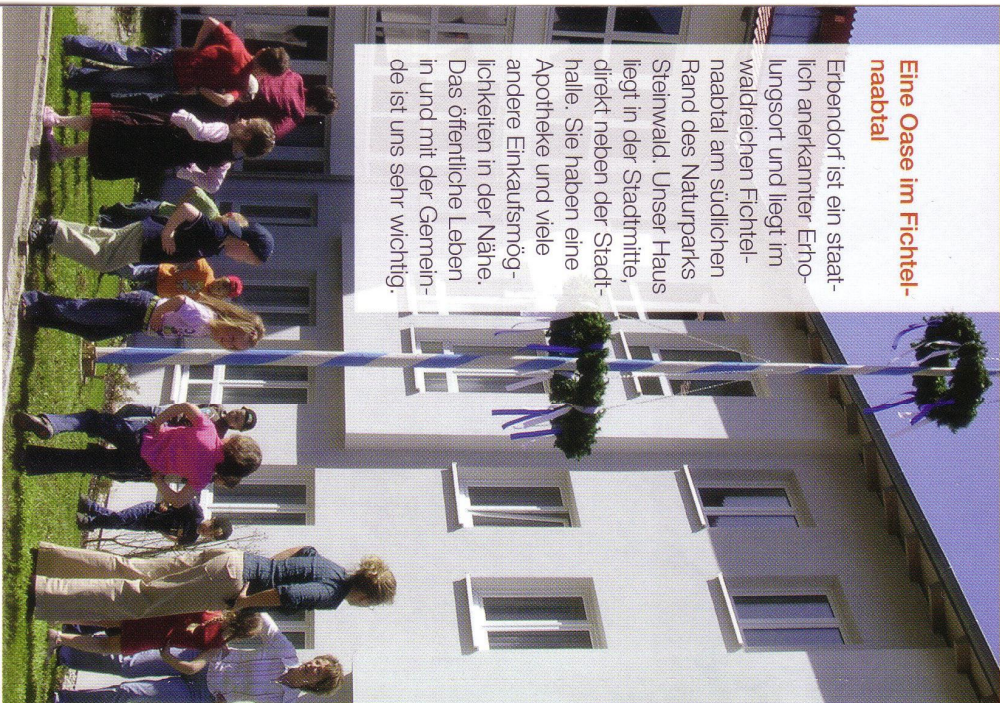 Eine Oase im Fichtel-
naabtal
Erbendorf ist ein staat-
lich anerkannter Erho-
lungsort und liegt im
waldreichen Fichtel-
naabtal am südlichen
Rand des Naturparks
Steinwald. Unser Haus
liegt in der Stadtmitte,
direkt neben der Stadt-
halle. Sie haben eine
Apotheke und viele
andere Einkaufsmög-
lichkeiten in der Nähe.
Das öffentliche Leben
in und mit der Gemein-
de ist uns sehr wichtig.